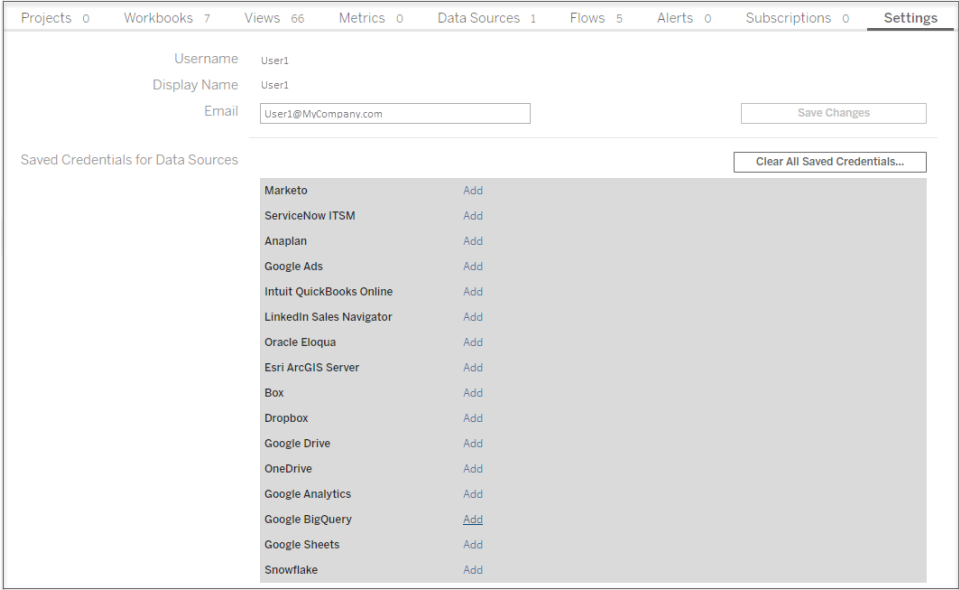 Projects 0 Workbooks 7 Views 66 Metrics 0 Data Sources 1 Flows 5 Alerts 0 Subscriptions 0 Settings
Username User1
Display Name User1
Email User1@MyCompany.com Save Changes
Saved Credentials for Data Sources Clear All Saved Credentials...
Marketo Add
ServiceNow ITSM Add
Anaplan Add
Google Ads Add
Intuit QuickBooks Online Add
LinkedIn Sales Navigator Add
Oracle Eloqua Add
Esri ArcGIS Server Add
Box Add
Dropbox Add
Google Drive Add
OneDrive Add
Google Analytics Add
Google BigQuery Add
Google Sheets Add
Snowflake Add